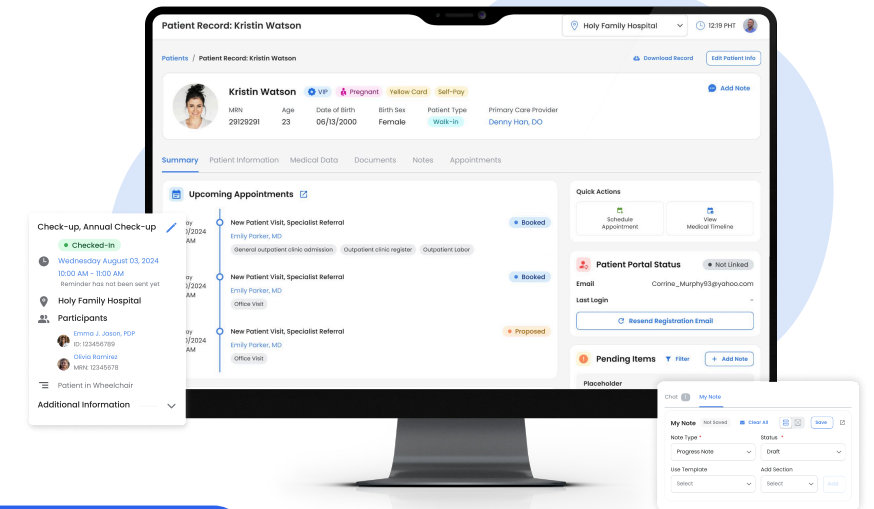 Patient Record: Kristin Watson
Holy Family Hospital
12:19 PHT
Patients / Patient Record: Kristin Watson
Download Record
Edit Patient Info
Kristin Watson
VIP
Pregnant
Yellow Card
Self-Pay
Add Note
MRN
Age
Date of Birth
Birth Sex
Patient Type
Primary Care Provider
29129291
23
06/13/2000
Female
Walk-in
Denny Han, DO
Summary
Patient Information
Medical Data
Documents
Notes
Appointments
Upcoming Appointments
New Patient Visit, Specialist Referral
Booked
0/2024
Emily Parker, MD
AM
General outpatient clinic admission
Outpatient clinic register
Outpatient Labor
New Patient Visit, Specialist Referral
Booked
0/2024
Emily Parker, MD
AM
Office Visit
New Patient Visit, Specialist Referral
Proposed
0/2024
Emily Parker, MD
AM
Office Visit
Quick Actions
Schedule
Appointment
View
Medical Timeline
Patient Portal Status
Not Linked
Email
Corrine_Murphy93@yahoo.com
Last Login
-
Resend Registration Email
Pending Items
Filter
+ Add Note
Placeholder
Check-up, Annual Check-up
Checked-In
Wednesday August 03, 2024
10:00 AM - 11:00 AM
Reminder has not been sent yet
Holy Family Hospital
Participants
Emma J. Jason, PDP
ID: 123456789
Olivia Ramirez
MRN: 12345678
Patient in Wheelchair
Additional Information
Chat
My Note
My Note
Not Saved
Clear All
Save
Note Type *
Status *
Progress Note
Draft
Use Template
Add Section
Select
Select
Add